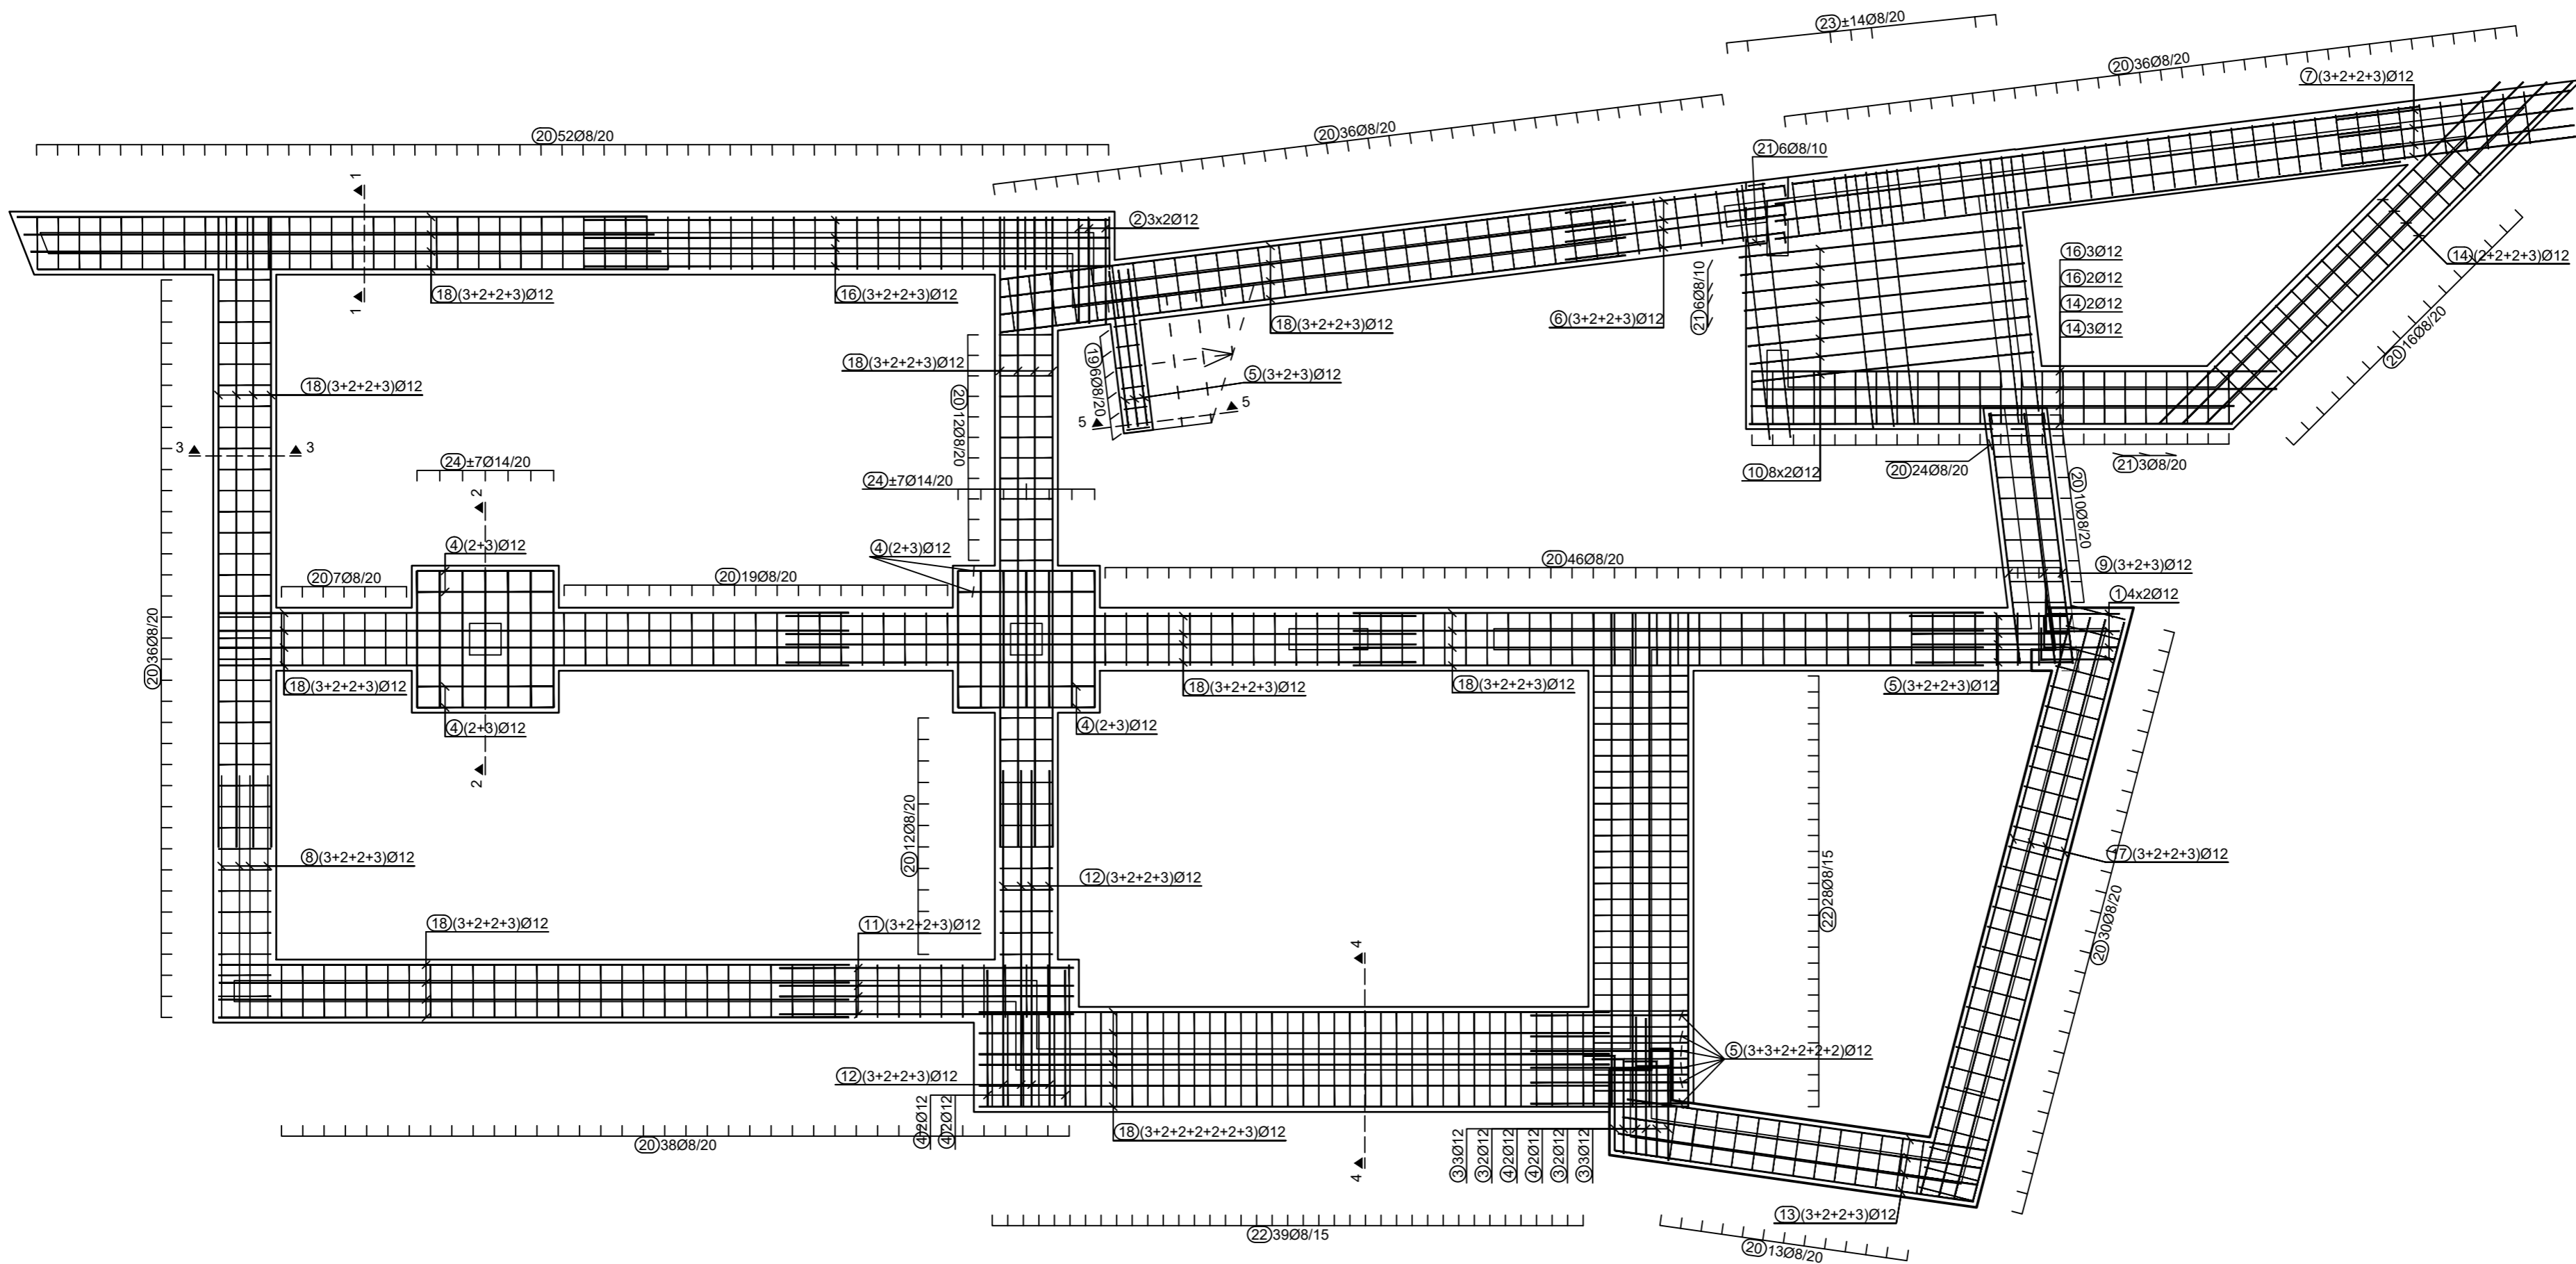 ㉓±14Ø8/20
⑳36Ø8/20
⑦(3+2+2+3)Ø12
⑳52Ø8/20
⑳36Ø8/20
㉑6Ø8/10
1
②3x2Ø12
⑭(2+2+2+3)Ø12
⑯3Ø12
⑯2Ø12
⑭2Ø12
⑭3Ø12
1
⑱(3+2+2+3)Ø12
⑯(3+2+2+3)Ø12
⑱(3+2+2+3)Ø12
⑥(3+2+2+3)Ø12
㉑6Ø8/10
⑳16Ø8/20
⑱(3+2+2+3)Ø12
⑲6Ø8/20
⑤(3+2+3)Ø12
⑱(3+2+2+3)Ø12
⑳12Ø8/20
5
5
3
3
㉔±7Ø14/20
㉔±7Ø14/20
⑩8x2Ø12
⑳24Ø8/20
㉑3Ø8/20
2
⑳10Ø8/20
④(2+3)Ø12
④(2+3)Ø12
⑳7Ø8/20
⑳19Ø8/20
⑳46Ø8/20
⑨(3+2+3)Ø12
①4x2Ø12
⑳36Ø8/20
⑱(3+2+2+3)Ø12
⑱(3+2+2+3)Ø12
⑱(3+2+2+3)Ø12
⑤(3+2+2+3)Ø12
④(2+3)Ø12
④(2+3)Ø12
2
⑳12Ø8/20
⑧(3+2+2+3)Ø12
⑫(3+2+2+3)Ø12
㉒28Ø8/15
⑰(3+2+2+3)Ø12
⑳30Ø8/20
⑱(3+2+2+3)Ø12
⑪(3+2+2+3)Ø12
4
⑤(3+3+2+2+2+2)Ø12
⑫(3+2+2+3)Ø12
④2Ø12
④2Ø12
⑳38Ø8/20
⑱(3+2+2+2+2+2+3)Ø12
4
③3Ø12
③2Ø12
④2Ø12
④2Ø12
③2Ø12
③3Ø12
⑬(3+2+2+3)Ø12
㉒39Ø8/15
⑳13Ø8/20